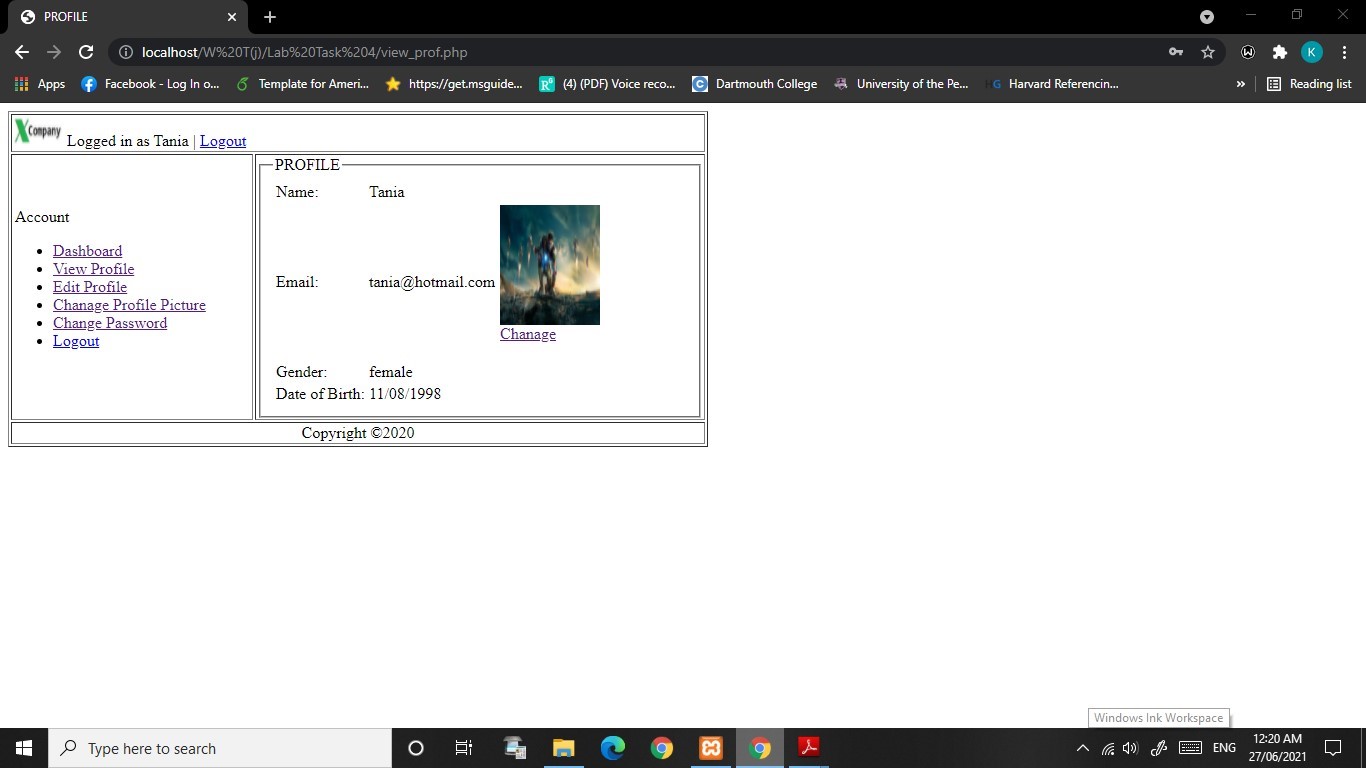 PROFILE
localhost/W%20T(j)/Lab%20Task%204/view_prof.php
K
Apps Facebook - Log In o... Template for Ameri... https://get.msguide... (4) (PDF) Voice reco... Dartmouth College University of the Pe... HG Harvard Referencin... » Reading list
X Company Logged in as Tania | Logout
Account
Dashboard
View Profile
Edit Profile
Chanage Profile Picture
Change Password
Logout
PROFILE
Name: Tania
Email: tania@hotmail.com
Chanage
Gender: female
Date of Birth: 11/08/1998
Copyright ©2020
Windows Ink Workspace
Type here to search
ENG
12:20 AM
27/06/2021